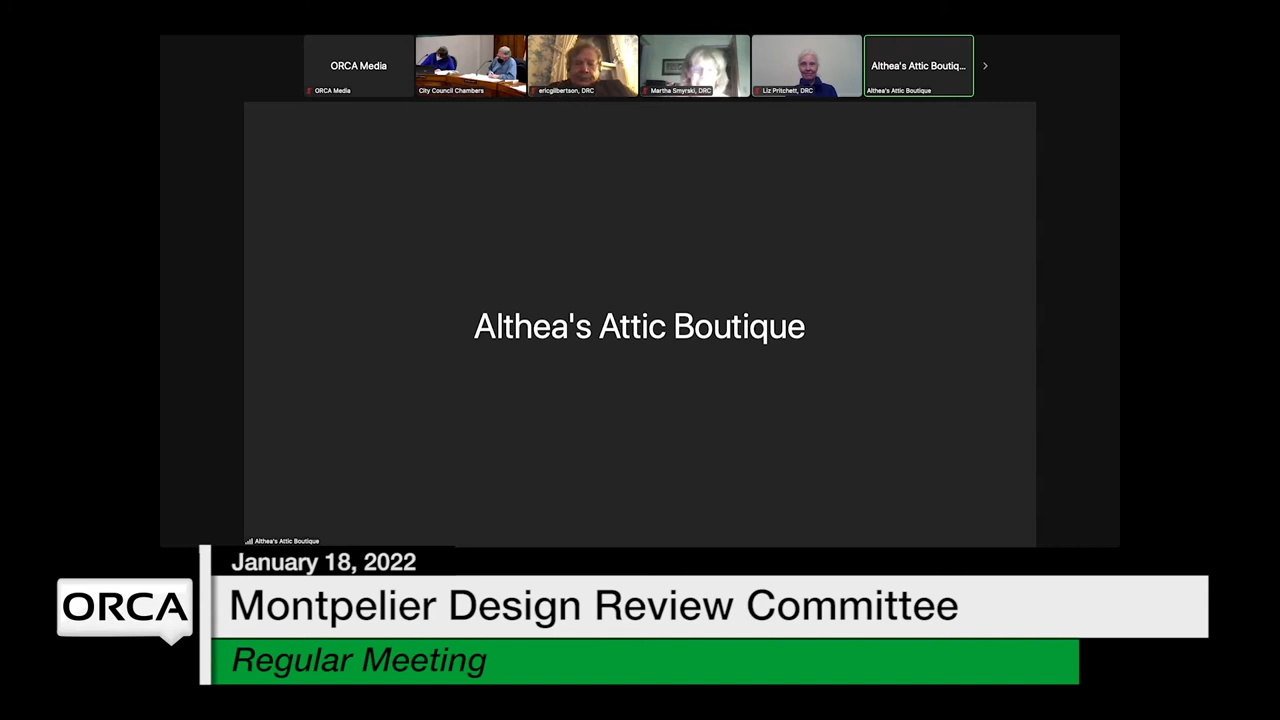 ORCA Media
Althea's Attic Boutiq...
ORCA Media
City Council Chambers
ericgilbertson, DRC
Martha Smyrski, DRC
Liz Pritchett, DRC
Althea's Attic Boutique
Althea's Attic Boutique
Althea's Attic Boutique
January 18, 2022
ORCA
Montpelier Design Review Committee
Regular Meeting